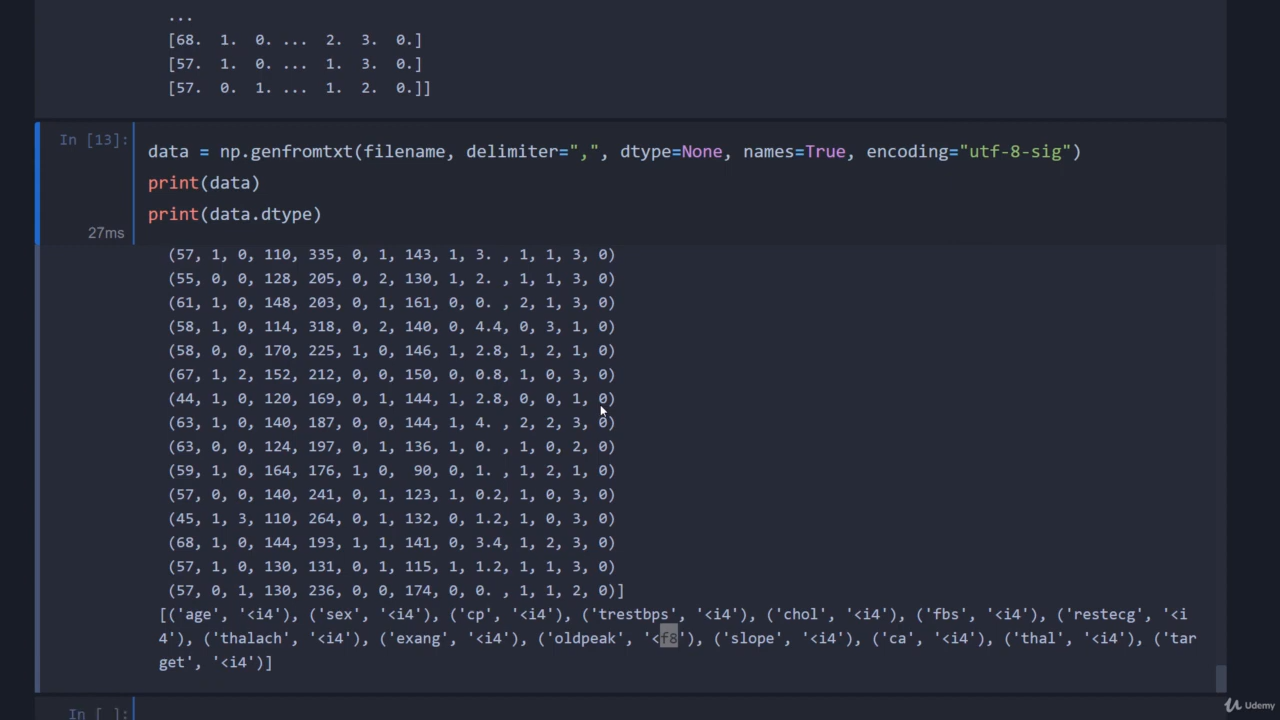 ...
[68. 1. 0. ... 2. 3. 0.]
[57. 1. 0. ... 1. 3. 0.]
[57. 0. 1. ... 1. 2. 0.]]
In [13]:
data = np.genfromtxt(filename, delimiter=",", dtype=None, names=True, encoding="utf-8-sig")
print(data)
print(data.dtype)
27ms
(57, 1, 0, 110, 335, 0, 1, 143, 1, 3. , 1, 1, 3, 0)
(55, 0, 0, 128, 205, 0, 2, 130, 1, 2. , 1, 1, 3, 0)
(61, 1, 0, 148, 203, 0, 1, 161, 0, 0. , 2, 1, 3, 0)
(58, 1, 0, 114, 318, 0, 2, 140, 0, 4.4, 0, 3, 1, 0)
(58, 0, 0, 170, 225, 1, 0, 146, 1, 2.8, 1, 2, 1, 0)
(67, 1, 2, 152, 212, 0, 0, 150, 0, 0.8, 1, 0, 3, 0)
(44, 1, 0, 120, 169, 0, 1, 144, 1, 2.8, 0, 0, 1, 0)
(63, 1, 0, 140, 187, 0, 0, 144, 1, 4. , 2, 2, 3, 0)
(63, 0, 0, 124, 197, 0, 1, 136, 1, 0. , 1, 0, 2, 0)
(59, 1, 0, 164, 176, 1, 0, 90, 0, 1. , 1, 2, 1, 0)
(57, 0, 0, 140, 241, 0, 1, 123, 1, 0.2, 1, 0, 3, 0)
(45, 1, 3, 110, 264, 0, 1, 132, 0, 1.2, 1, 0, 3, 0)
(68, 1, 0, 144, 193, 1, 1, 141, 0, 3.4, 1, 2, 3, 0)
(57, 1, 0, 130, 131, 0, 1, 115, 1, 1.2, 1, 1, 3, 0)
(57, 0, 1, 130, 236, 0, 0, 174, 0, 0. , 1, 1, 2, 0)]
[('age', '<i4'), ('sex', '<i4'), ('cp', '<i4'), ('trestbps', '<i4'), ('chol', '<i4'), ('fbs', '<i4'), ('restecg', '<i
4'), ('thalach', '<i4'), ('exang', '<i4'), ('oldpeak', '<f8'), ('slope', '<i4'), ('ca', '<i4'), ('thal', '<i4'), ('tar
get', '<i4')]
In [ ]:
Udemy